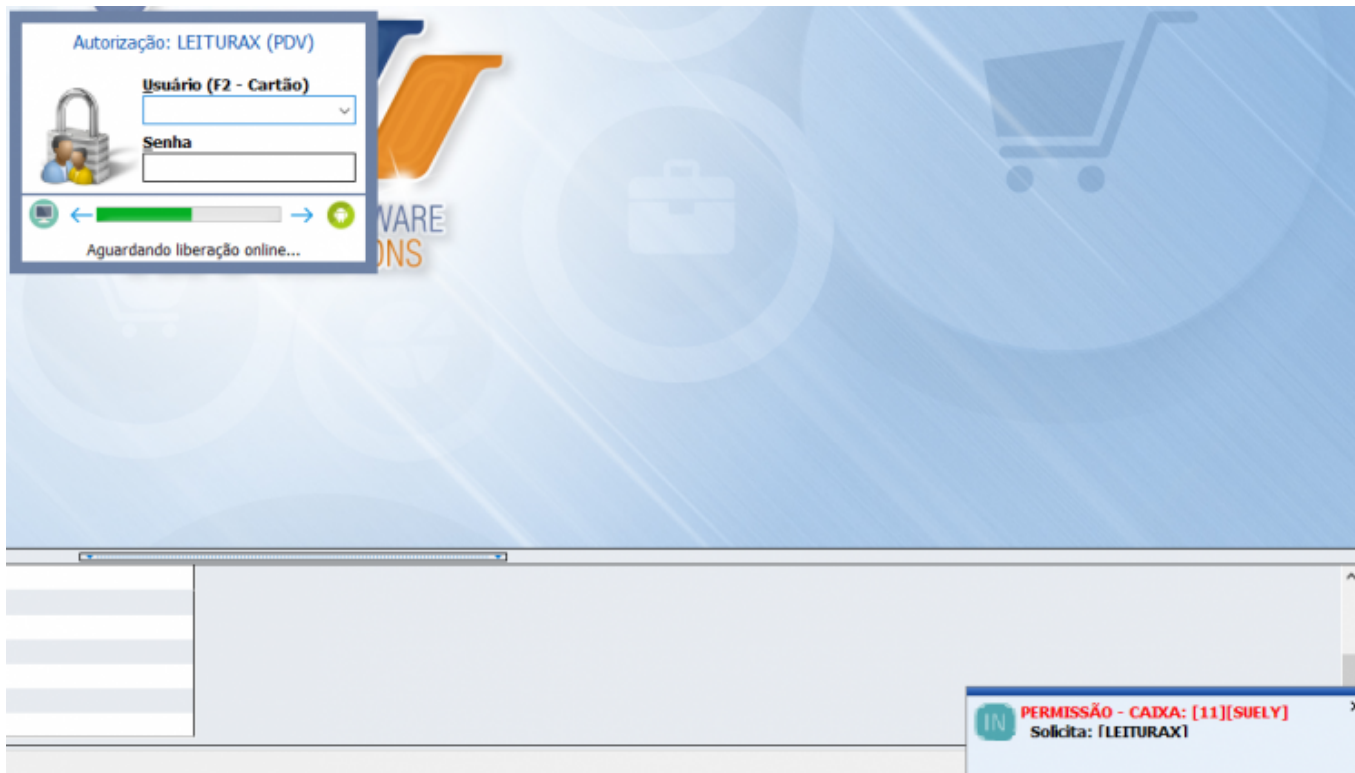 Autorização: LEITURAX (PDV)
Usuário (F2 - Cartão)
Senha
Aguardando liberação online...
WARE
ONS
IN
PERMISSÃO - CAIXA: [11][SUELY]
Solicita: [LEITURAX]